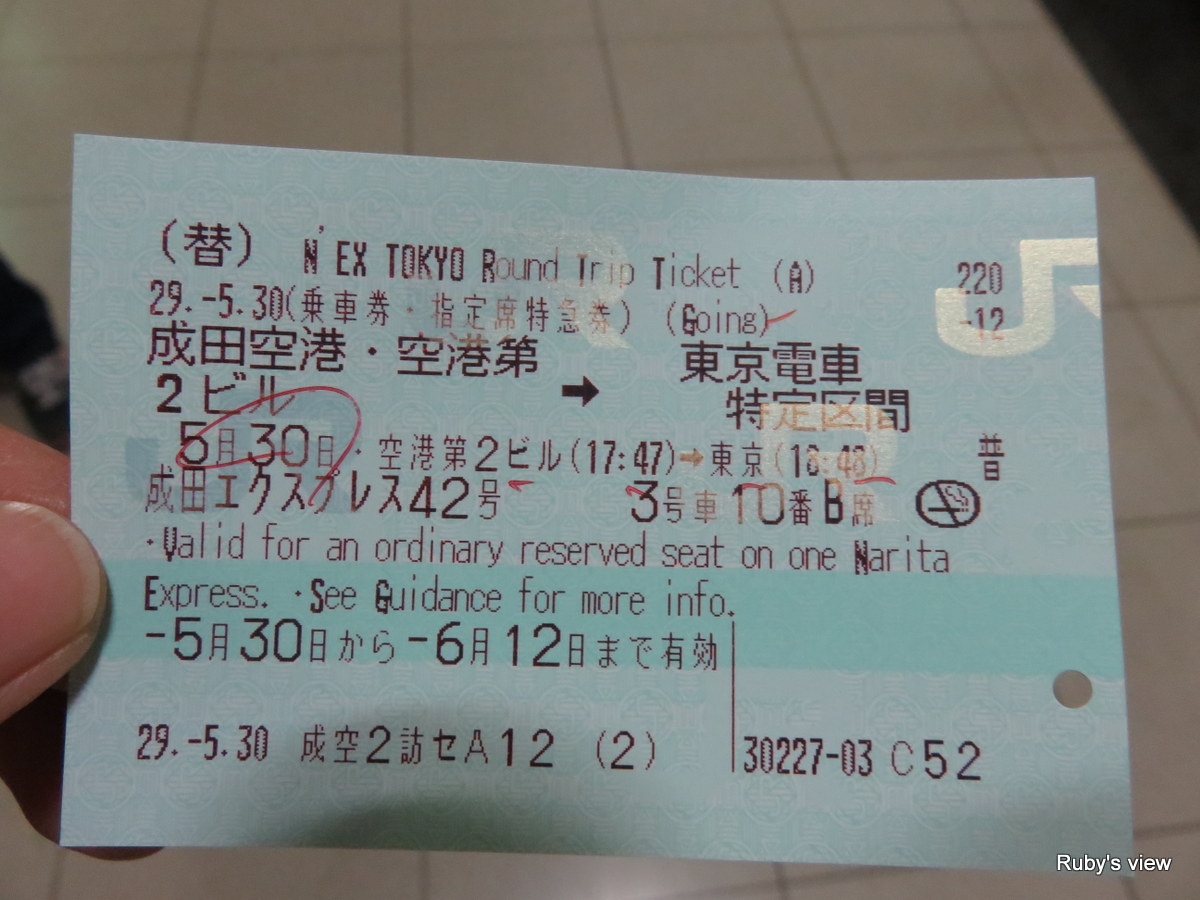 (替) N'EX TOKYO Round Trip Ticket (A) 220
29.-5.30(乗車券・指定席特急券) (Going) -12
成田空港・空港第 東京電車
2ビル ➡ 特定区間
5月30日・空港第2ビル(17:47)➡東京(18:48) 普
成田エクスプレス42号 3号車10番B席
・Valid for an ordinary reserved seat on one Narita
Express. ・See Guidance for more info.
-5月30日から-6月12日まで有効
29.-5.30 成空2訪セA12 (2) 30227-03 C52
JR
Ruby's view